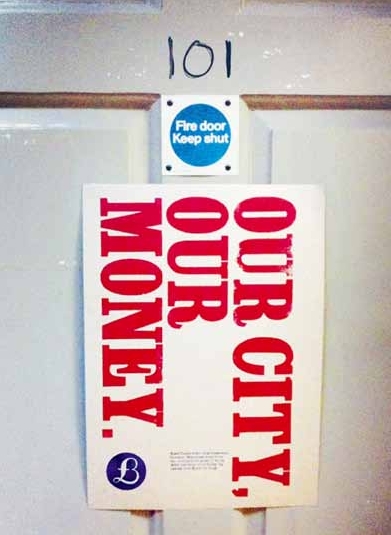 101
Fire door
Keep shut
OUR CITY,
OUR
MONEY.
£B